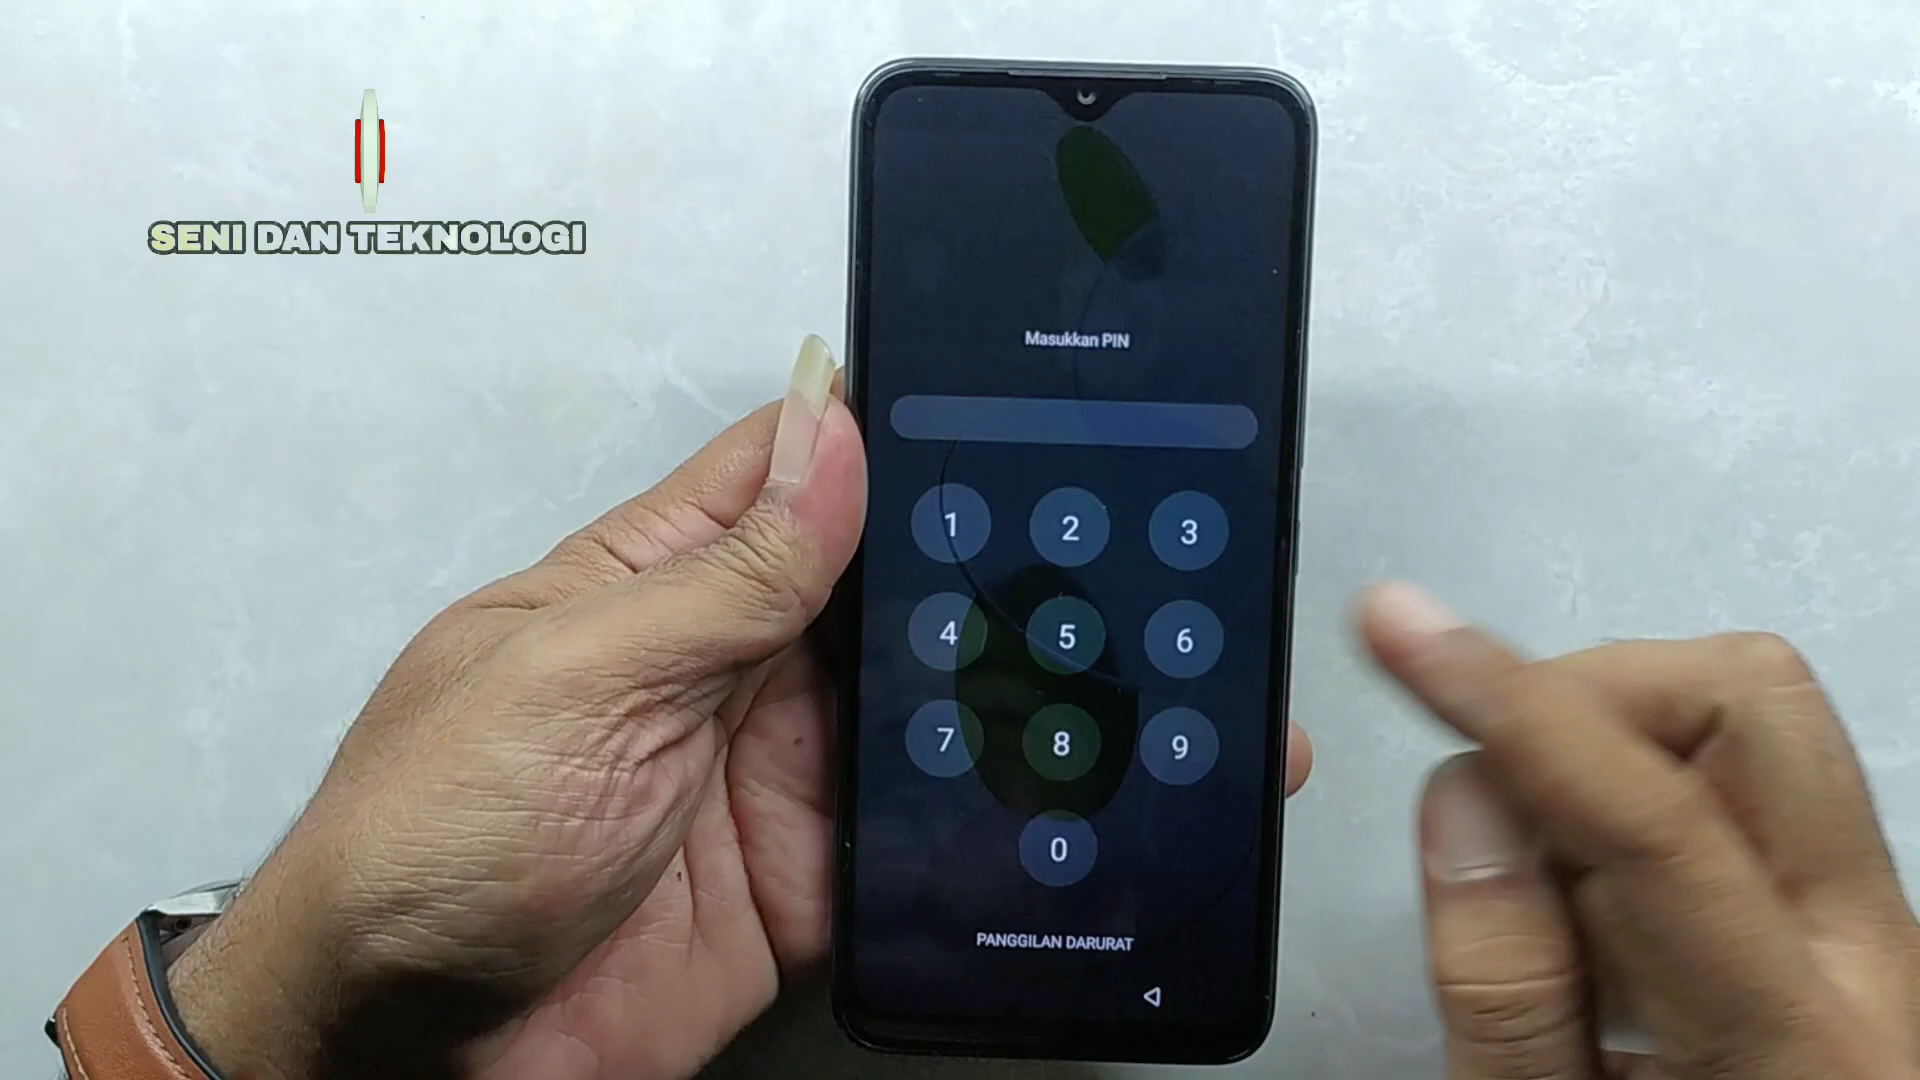 SENI DAN TEKNOLOGI
Masukkan PIN
1 2 3
4 5 6
7 8 9
0
PANGGILAN DARURAT